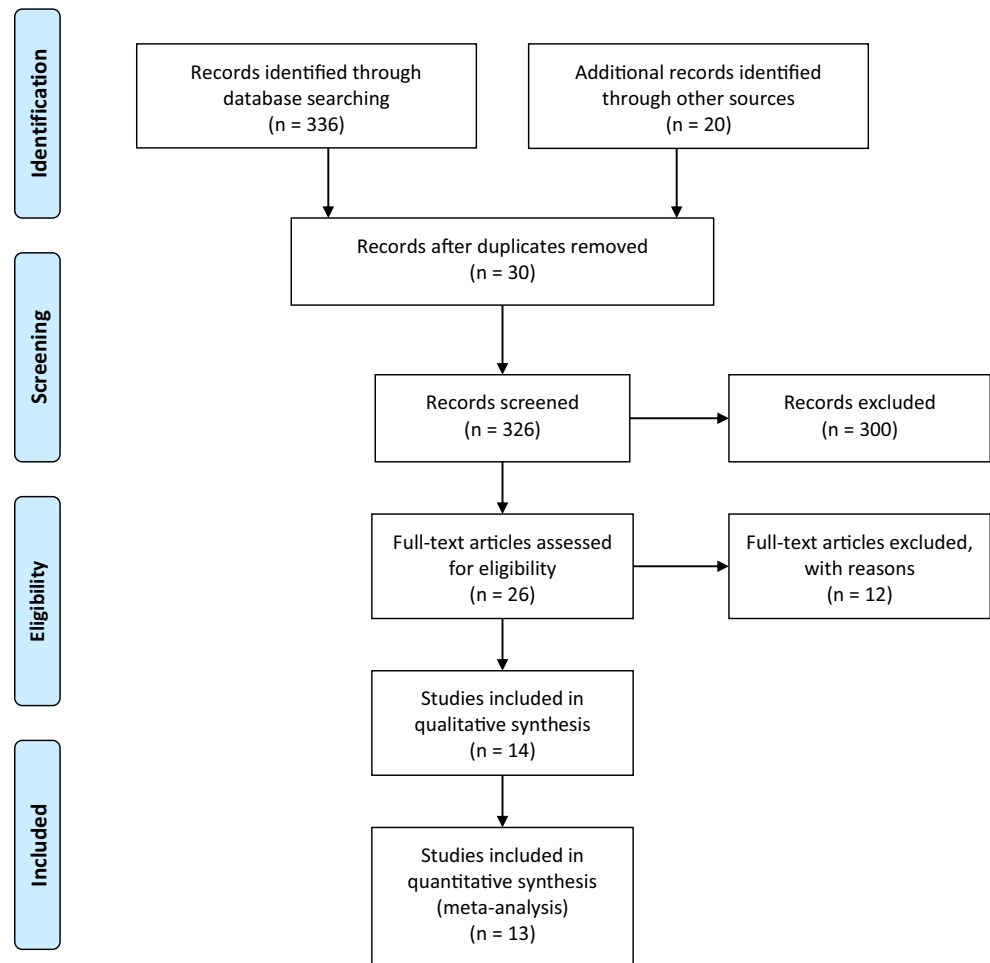 Identification
Records identified through
database searching
(n = 336)
Additional records identified
through other sources
(n = 20)
Screening
Records after duplicates removed
(n = 30)
Records screened
(n = 326)
Records excluded
(n = 300)
Eligibility
Full-text articles assessed
for eligibility
(n = 26)
Full-text articles excluded,
with reasons
(n = 12)
Studies included in
qualitative synthesis
(n = 14)
Included
Studies included in
quantitative synthesis
(meta-analysis)
(n = 13)